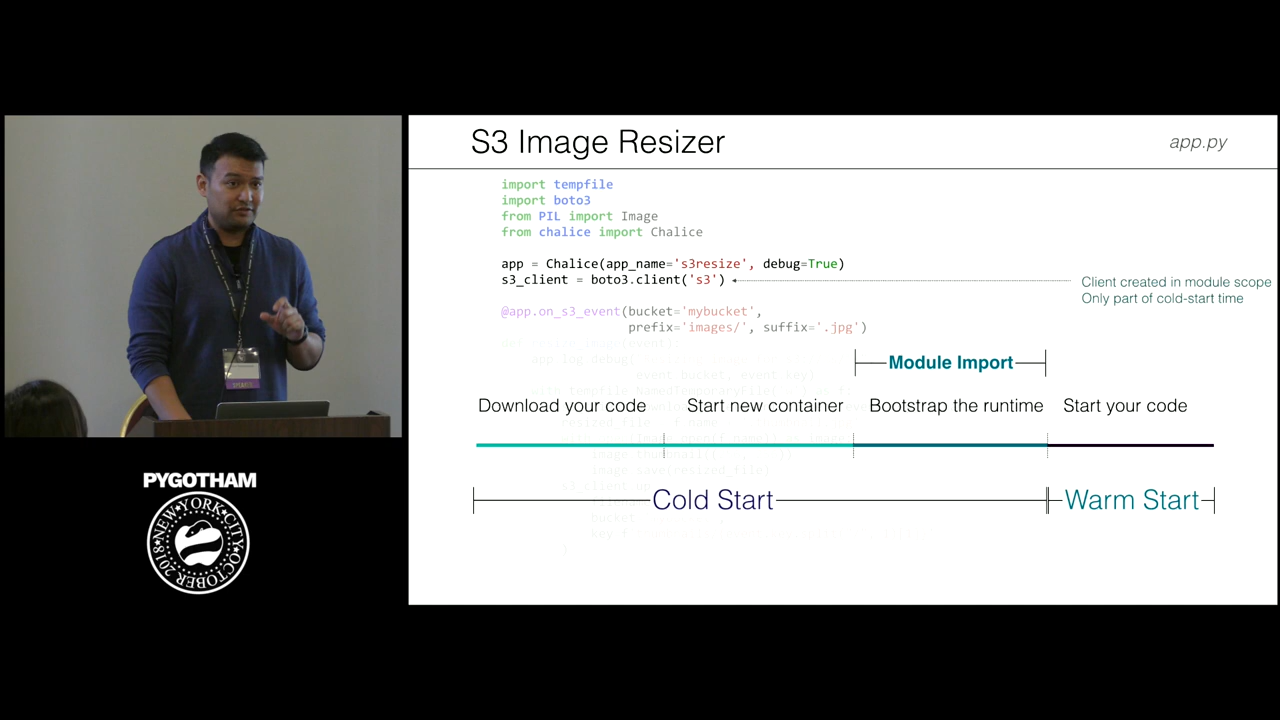 S3 Image Resizer
app.py
import tempfile
import boto3
from PIL import Image
from chalice import Chalice
app = Chalice(app_name='s3resize', debug=True)
s3_client = boto3.client('s3')
Client created in module scope
Only part of cold-start time
@app.on_s3_event(bucket='mybucket',
prefix='images/', suffix='.jpg')
Module Import
Download your code
Start new container
Bootstrap the runtime
Start your code
Cold Start
Warm Start
PYGOTHAM
NEW YORK CITY OCTOBER 2018